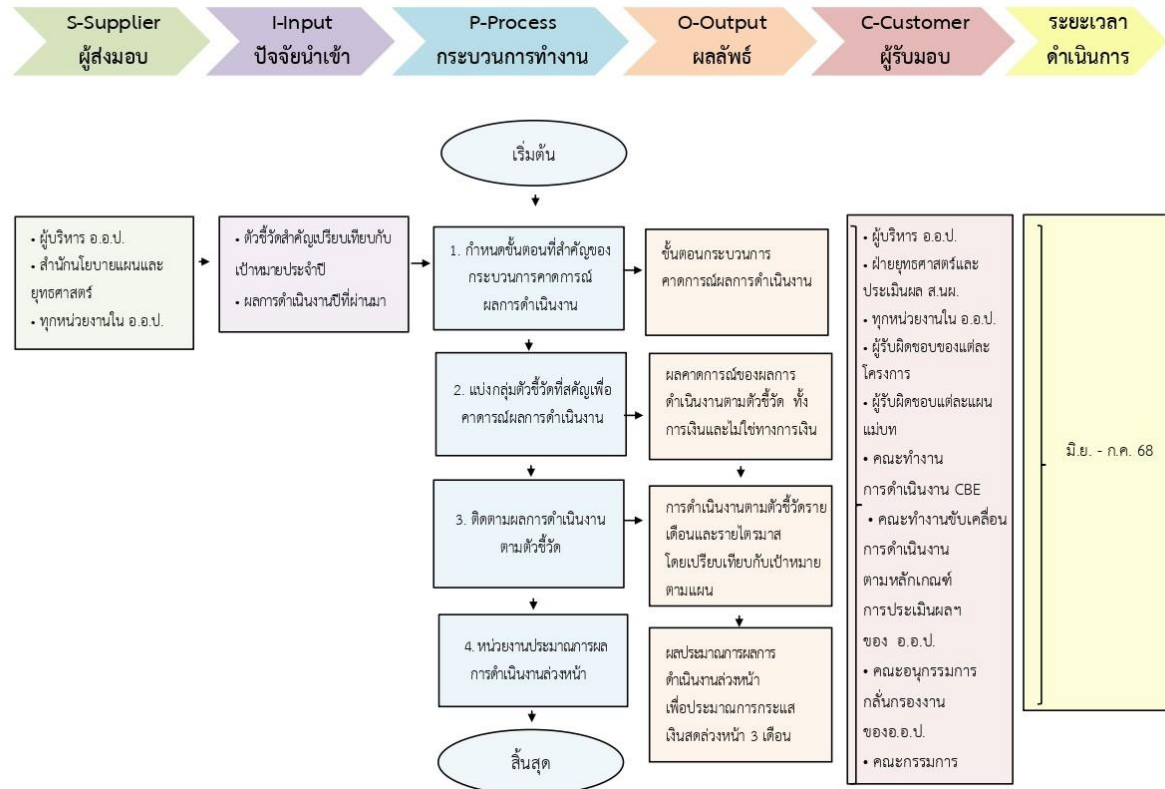 S-Supplier
ผู้ส่งมอบ
I-Input
ปัจจัยนำเข้า
P-Process
กระบวนการทำงาน
O-Output
ผลลัพธ์
C-Customer
ผู้รับมอบ
ระยะเวลา
ดำเนินการ
เริ่มต้น
• ผู้บริหาร อ.อ.ป.
• สำนักนโยบายแผนและ
ยุทธศาสตร์
• ทุกหน่วยงานใน อ.อ.ป.
• ตัวชี้วัดสำคัญเปรียบเทียบกับ
เป้าหมายประจำปี
• ผลการดำเนินงานปีที่ผ่านมา
1. กำหนดขั้นตอนที่สำคัญของ
กระบวนการคาดการณ์
ผลการดำเนินงาน
ขั้นตอนกระบวนการ
คาดการณ์ผลการดำเนินงาน
2. แบ่งกลุ่มตัวชี้วัดที่สคัญเพื่อ
คาดารณ์ผลการดำเนินงาน
ผลคาดการณ์ของผลการ
ดำเนินงานตามตัวชี้วัด ทั้ง
การเงินและไม่ใช่ทางการเงิน
3. ติดตามผลการดำเนินงาน
ตามตัวชี้วัด
การดำเนินงานตามตัวชี้วัดราย
เดือนและรายไตรมาส
โดยเปรียบเทียบกับเป้าหมาย
ตามแผน
4. หน่วยงานประมาณการผล
การดำเนินงานล่วงหน้า
ผลประมาณการผลการ
ดำเนินงานล่วงหน้า
เพื่อประมาณการกระแส
เงินสดล่วงหน้า 3 เดือน
สิ้นสุด
• ผู้บริหาร อ.อ.ป.
• ฝ่ายยุทธศาสตร์และ
ประเมินผล ส.นผ.
• ทุกหน่วยงานใน อ.อ.ป.
• ผู้รับผิดชอบของแต่ละ
โครงการ
• ผู้รับผิดชอบแต่ละแผน
แม่บท
• คณะทำงาน
การดำเนินงาน CBE
• คณะทำงานขับเคลื่อน
การดำเนินงาน
ตามหลักเกณฑ์
การประเมินผลฯ
ของ อ.อ.ป.
• คณะอนุกรรมการ
กลั่นกรองงาน
ของอ.อ.ป.
• คณะกรรมการ
มิ.ย. - ก.ค. 68